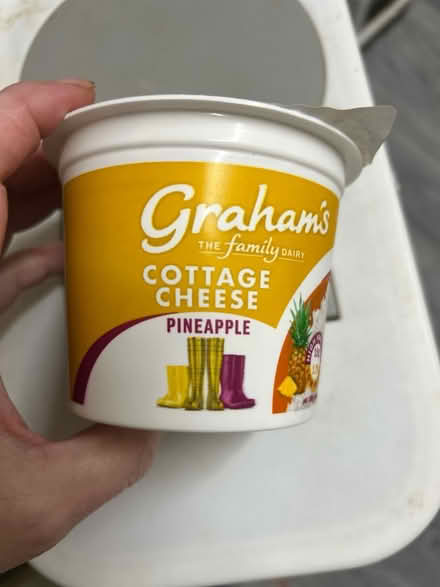 Graham's
THE family DAIRY
COTTAGE
CHEESE
PINEAPPLE